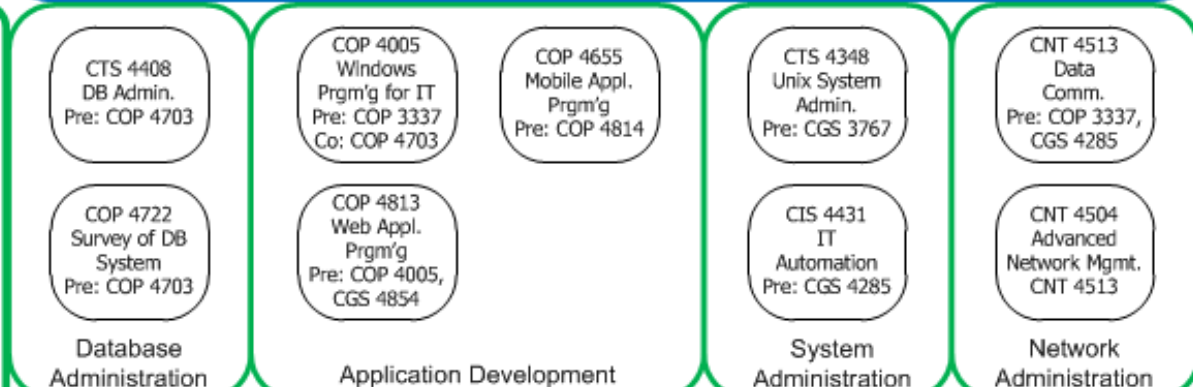 CTS 4408
DB Admin.
Pre: COP 4703
COP 4722
Survey of DB
System
Pre: COP 4703
Database
Administration
COP 4005
Windows
Prgm'g for IT
Pre: COP 3337
Co: COP 4703
COP 4655
Mobile Appl.
Prgm'g
Pre: COP 4814
COP 4813
Web Appl.
Prgm'g
Pre: COP 4005,
CGS 4854
Application Development
CTS 4348
Unix System
Admin.
Pre: CGS 3767
CIS 4431
IT
Automation
Pre: CGS 4285
System
Administration
CNT 4513
Data
Comm.
Pre: COP 3337,
CGS 4285
CNT 4504
Advanced
Network Mgmt.
CNT 4513
Network
Administration